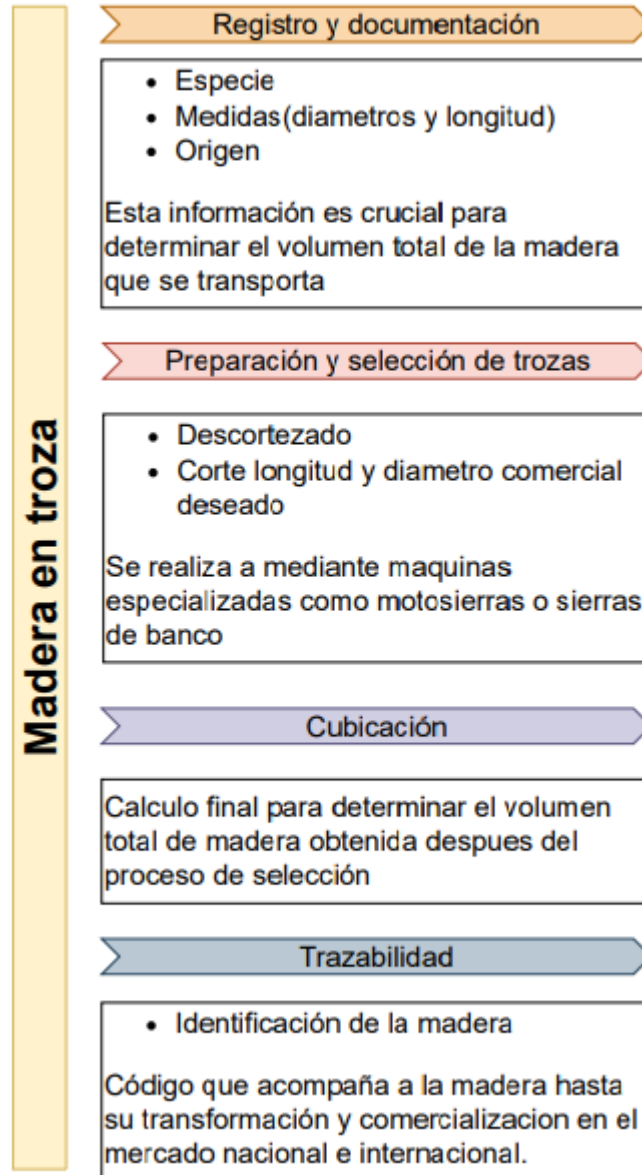 Madera en troza
Registro y documentación
• Especie
• Medidas(diametros y longitud)
• Origen
Esta información es crucial para
determinar el volumen total de la madera
que se transporta
Preparación y selección de trozas
• Descortezado
• Corte longitud y diametro comercial
deseado
Se realiza a mediante maquinas
especializadas como motosierras o sierras
de banco
Cubicación
Calculo final para determinar el volumen
total de madera obtenida despues del
proceso de selección
Trazabilidad
• Identificación de la madera
Código que acompaña a la madera hasta
su transformación y comercializacion en el
mercado nacional e internacional.